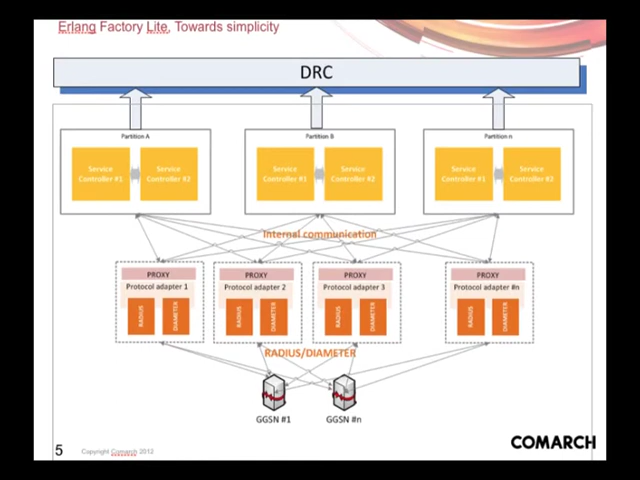 Erlang Factory Lite, Towards simplicity
DRC
Partition A
Partition B
Partition n
Service Controller #1
Service Controller #2
Service Controller #1
Service Controller #2
Service Controller #1
Service Controller #2
Internal communication
PROXY
PROXY
PROXY
PROXY
Protocol adapter 1
Protocol adapter 2
Protocol adapter 3
Protocol adapter #n
RADIUS
DIAMETER
RADIUS
DIAMETER
RADIUS
DIAMETER
RADIUS
DIAMETER
RADIUS/DIAMETER
GGSN #1
GGSN #n
5
Copyright Comarch 2012
COMARCH